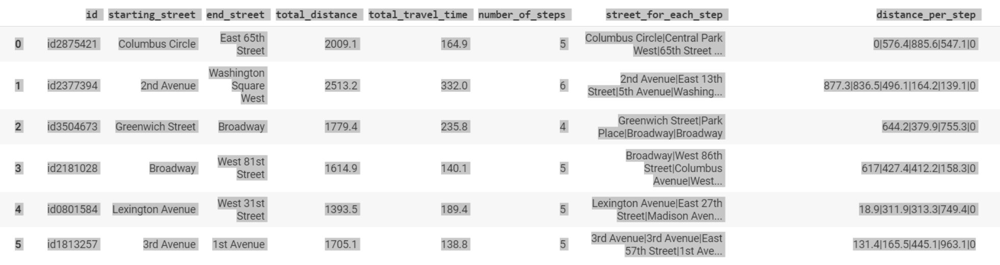 id starting_street end_street total_distance total_travel_time number_of_steps street_for_each_step distance_per_step
0 id2875421 Columbus Circle East 65th Street 2009.1 164.9 5 Columbus Circle|Central Park West|65th Street ... 0|576.4|885.6|547.1|0
1 id2377394 2nd Avenue Washington Square West 2513.2 332.0 6 2nd Avenue|East 13th Street|5th Avenue|Washing... 877.3|836.5|496.1|164.2|139.1|0
2 id3504673 Greenwich Street Broadway 1779.4 235.8 4 Greenwich Street|Park Place|Broadway|Broadway 644.2|379.9|755.3|0
3 id2181028 Broadway West 81st Street 1614.9 140.1 5 Broadway|West 86th Street|Columbus Avenue|West... 617|427.4|412.2|158.3|0
4 id0801584 Lexington Avenue West 31st Street 1393.5 189.4 5 Lexington Avenue|East 27th Street|Madison Aven... 18.9|311.9|313.3|749.4|0
5 id1813257 3rd Avenue 1st Avenue 1705.1 138.8 5 3rd Avenue|3rd Avenue|East 57th Street|1st Ave... 131.4|165.5|445.1|963.1|0